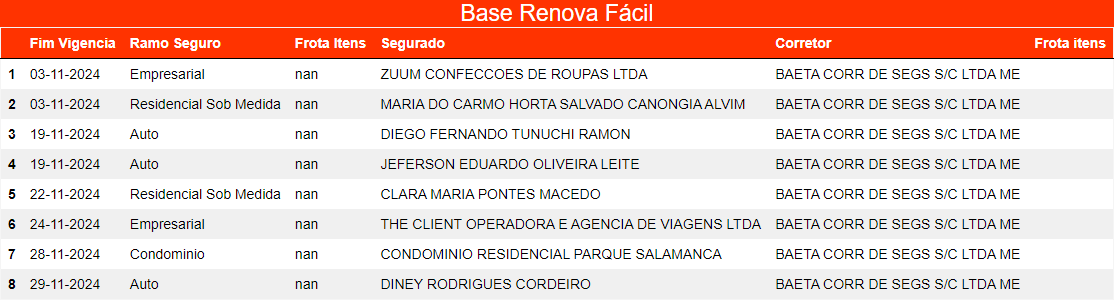 Base Renova Fácil
Fim Vigencia Ramo Seguro Frota Itens Segurado Corretor Frota itens
1 03-11-2024 Empresarial nan ZUUM CONFECCOES DE ROUPAS LTDA BAETA CORR DE SEGS S/C LTDA ME
2 03-11-2024 Residencial Sob Medida nan MARIA DO CARMO HORTA SALVADO CANONGIA ALVIM BAETA CORR DE SEGS S/C LTDA ME
3 19-11-2024 Auto nan DIEGO FERNANDO TUNUCHI RAMON BAETA CORR DE SEGS S/C LTDA ME
4 19-11-2024 Auto nan JEFERSON EDUARDO OLIVEIRA LEITE BAETA CORR DE SEGS S/C LTDA ME
5 22-11-2024 Residencial Sob Medida nan CLARA MARIA PONTES MACEDO BAETA CORR DE SEGS S/C LTDA ME
6 24-11-2024 Empresarial nan THE CLIENT OPERADORA E AGENCIA DE VIAGENS LTDA BAETA CORR DE SEGS S/C LTDA ME
7 28-11-2024 Condominio nan CONDOMINIO RESIDENCIAL PARQUE SALAMANCA BAETA CORR DE SEGS S/C LTDA ME
8 29-11-2024 Auto nan DINEY RODRIGUES CORDEIRO BAETA CORR DE SEGS S/C LTDA ME